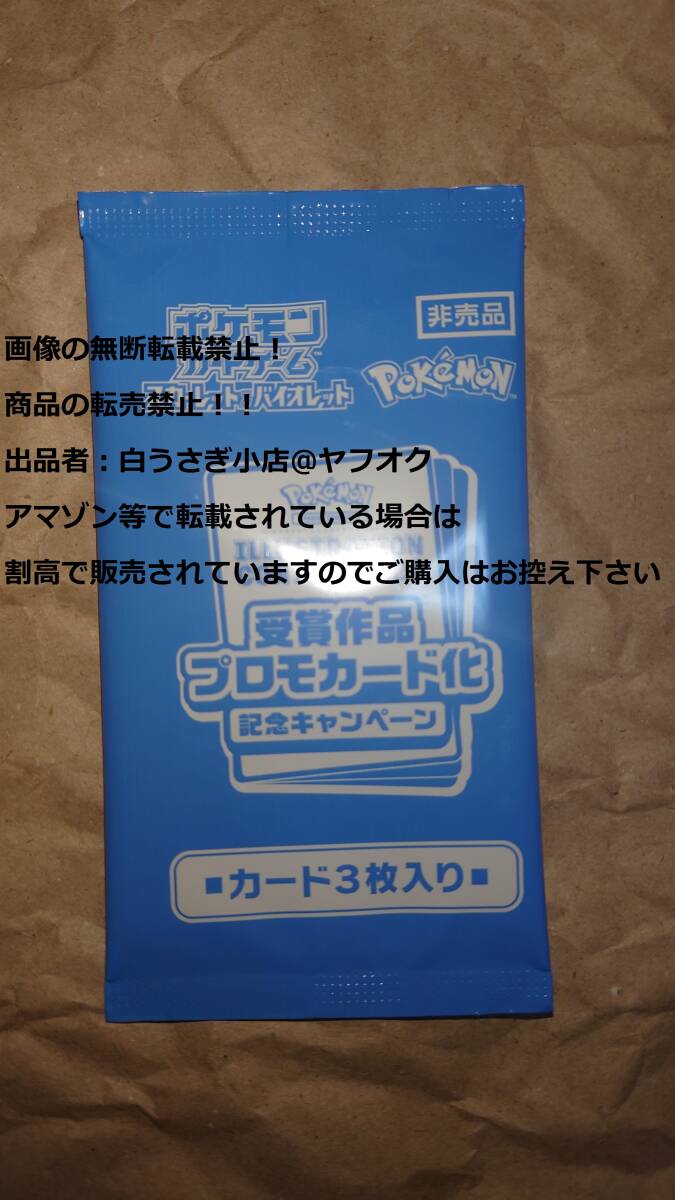 ポケモン
カードゲーム
スカーレット&バイオレット
非売品
POKÉMON
画像の無断転載禁止！
商品の転売禁止！！
出品者：白うさぎ小店@ヤフオク
アマゾン等で転載されている場合は
割高で販売されていますのでご購入はお控え下さい
POKÉMON
ILLUSTRATION
受賞作品
プロモカード化
記念キャンペーン
■カード3枚入り■